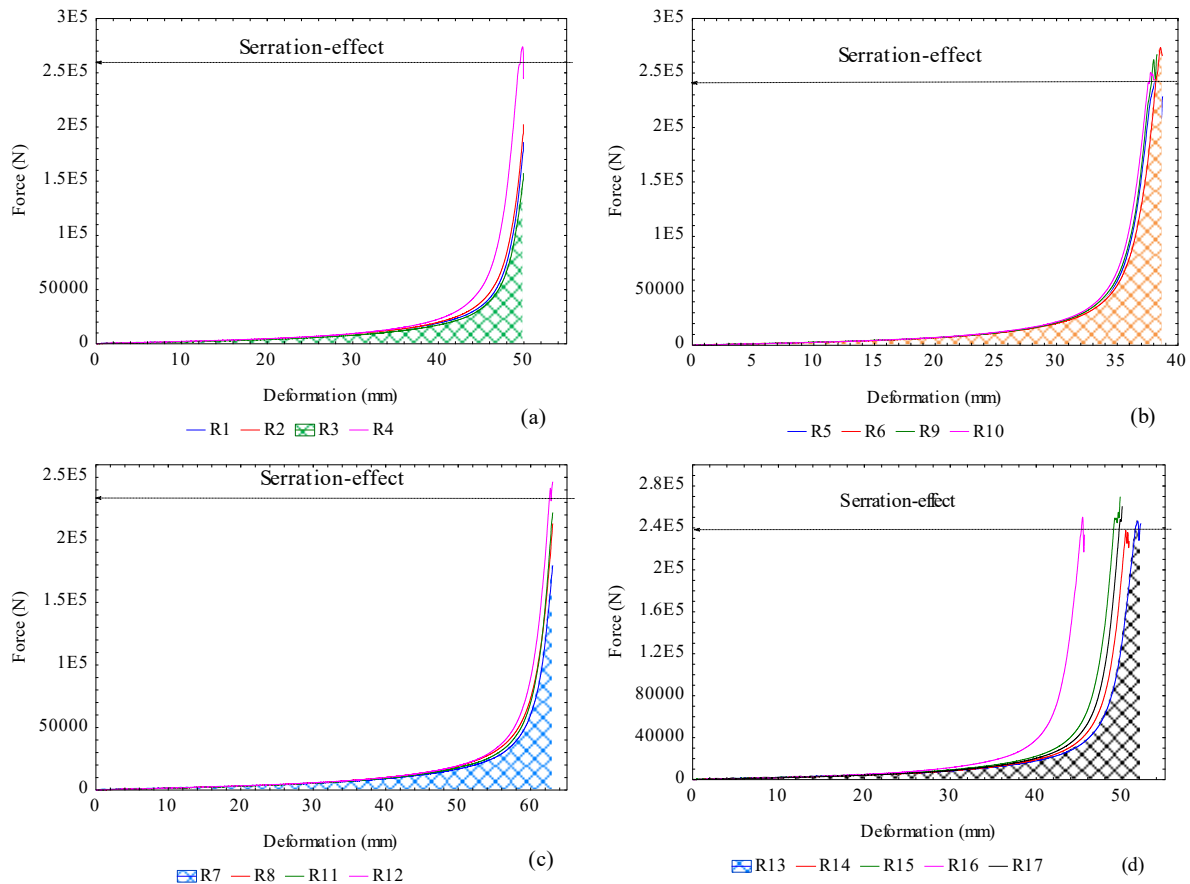 3E5
Serration-effect
2.5E5
2E5
1.5E5
1E5
50000
0
Force (N)
0 10 20 30 40 50
Deformation (mm)
R1 R2 R3 R4
(a)
3E5
Serration-effect
2.5E5
2E5
1.5E5
1E5
50000
0
Force (N)
0 5 10 15 20 25 30 35 40
Deformation (mm)
R5 R6 R9 R10
(b)
2.5E5
Serration-effect
2E5
1.5E5
1E5
50000
0
Force (N)
0 10 20 30 40 50 60
Deformation (mm)
R7 R8 R11 R12
(c)
2.8E5
Serration-effect
2.4E5
2E5
1.6E5
1.2E5
80000
40000
0
Force (N)
0 10 20 30 40 50
Deformation (mm)
R13 R14 R15 R16 R17
(d)